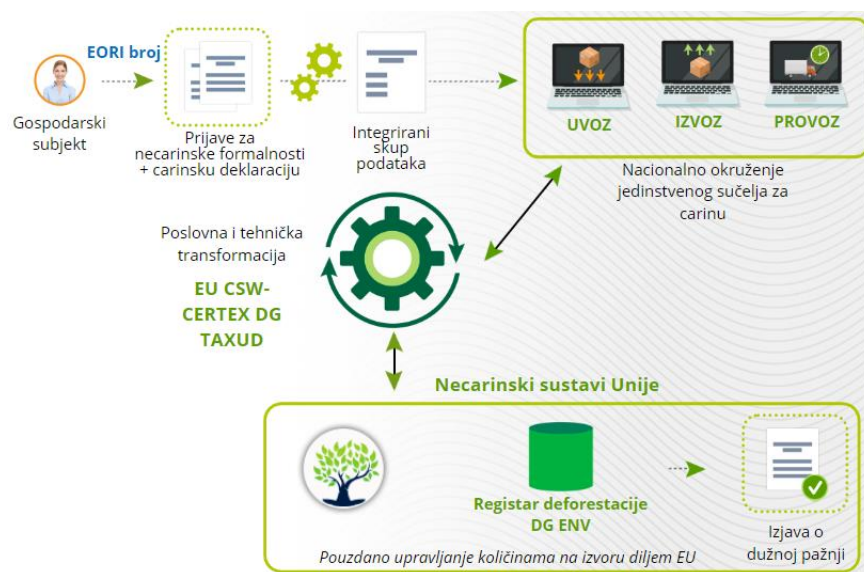 EORI broj
Gospodarski
subjekt
Prijave za
necarinske formalnosti
+ carinsku deklaraciju
Integrirani
skup
podataka
UVOZ
IZVOZ
PROVOZ
Nacionalno okruženje
jedinstvenog sučelja za
carinu
Poslovna i tehnička
transformacija
EU CSW-
CERTEX DG
TAXUD
Necarinski sustavi Unije
Registar deforestacije
DG ENV
Izjava o
dužnoj pažnji
Pouzdano upravljanje količinama na izvoru diljem EU